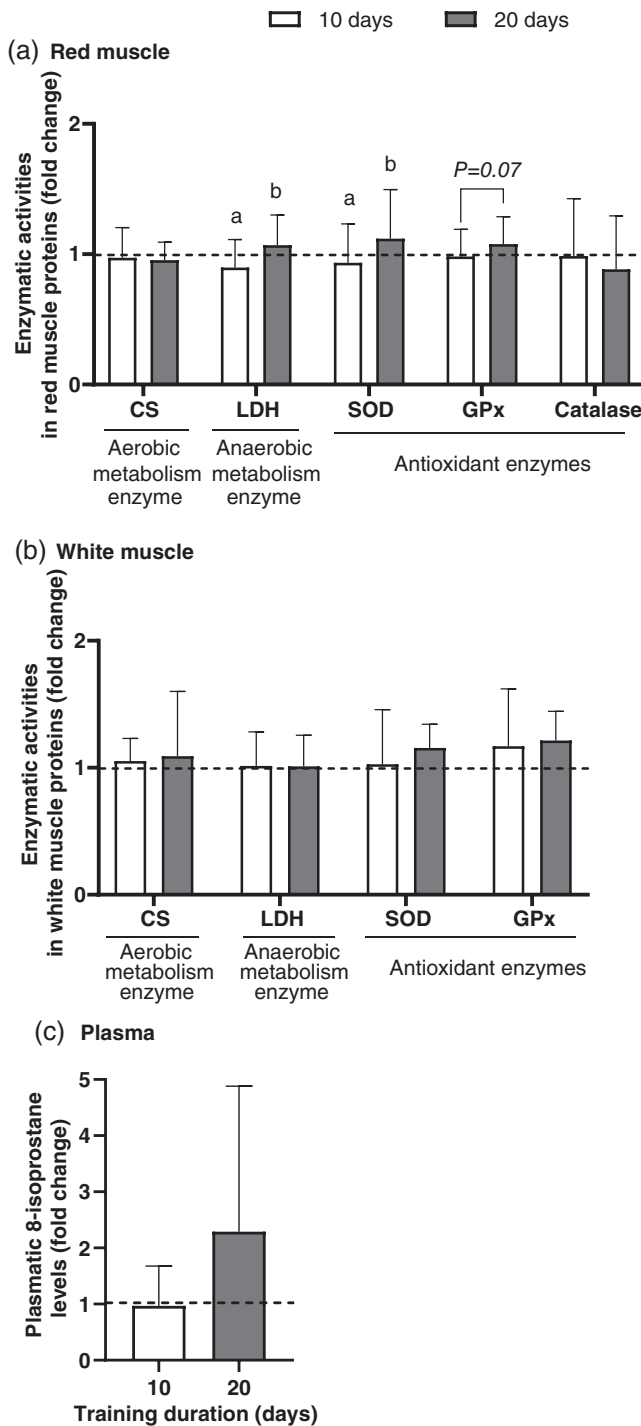 10 days 20 days
(a) Red muscle
Enzymatic activities
in red muscle proteins (fold change)
2
1
0
a b a b P=0.07
CS LDH SOD GPx Catalase
Aerobic
metabolism
enzyme
Anaerobic
metabolism
enzyme
Antioxidant enzymes
(b) White muscle
Enzymatic activities
in white muscle proteins (fold change)
2
1
0
CS LDH SOD GPx
Aerobic
metabolism
enzyme
Anaerobic
metabolism
enzyme
Antioxidant enzymes
(c) Plasma
Plasmatic 8-isoprostane
levels (fold change)
5
4
3
2
1
0
10 20
Training duration (days)